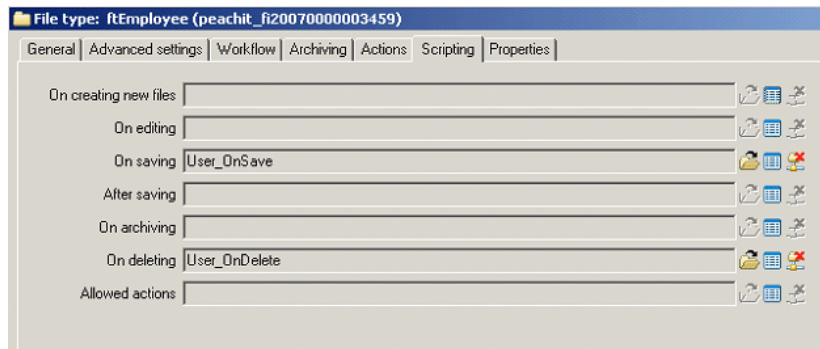 File type: ftEmployee (peachit_fi20070000003459)
General Advanced settings Workflow Archiving Actions Scripting Properties
On creating new files
On editing
On saving User_OnSave
After saving
On archiving
On deleting User_OnDelete
Allowed actions